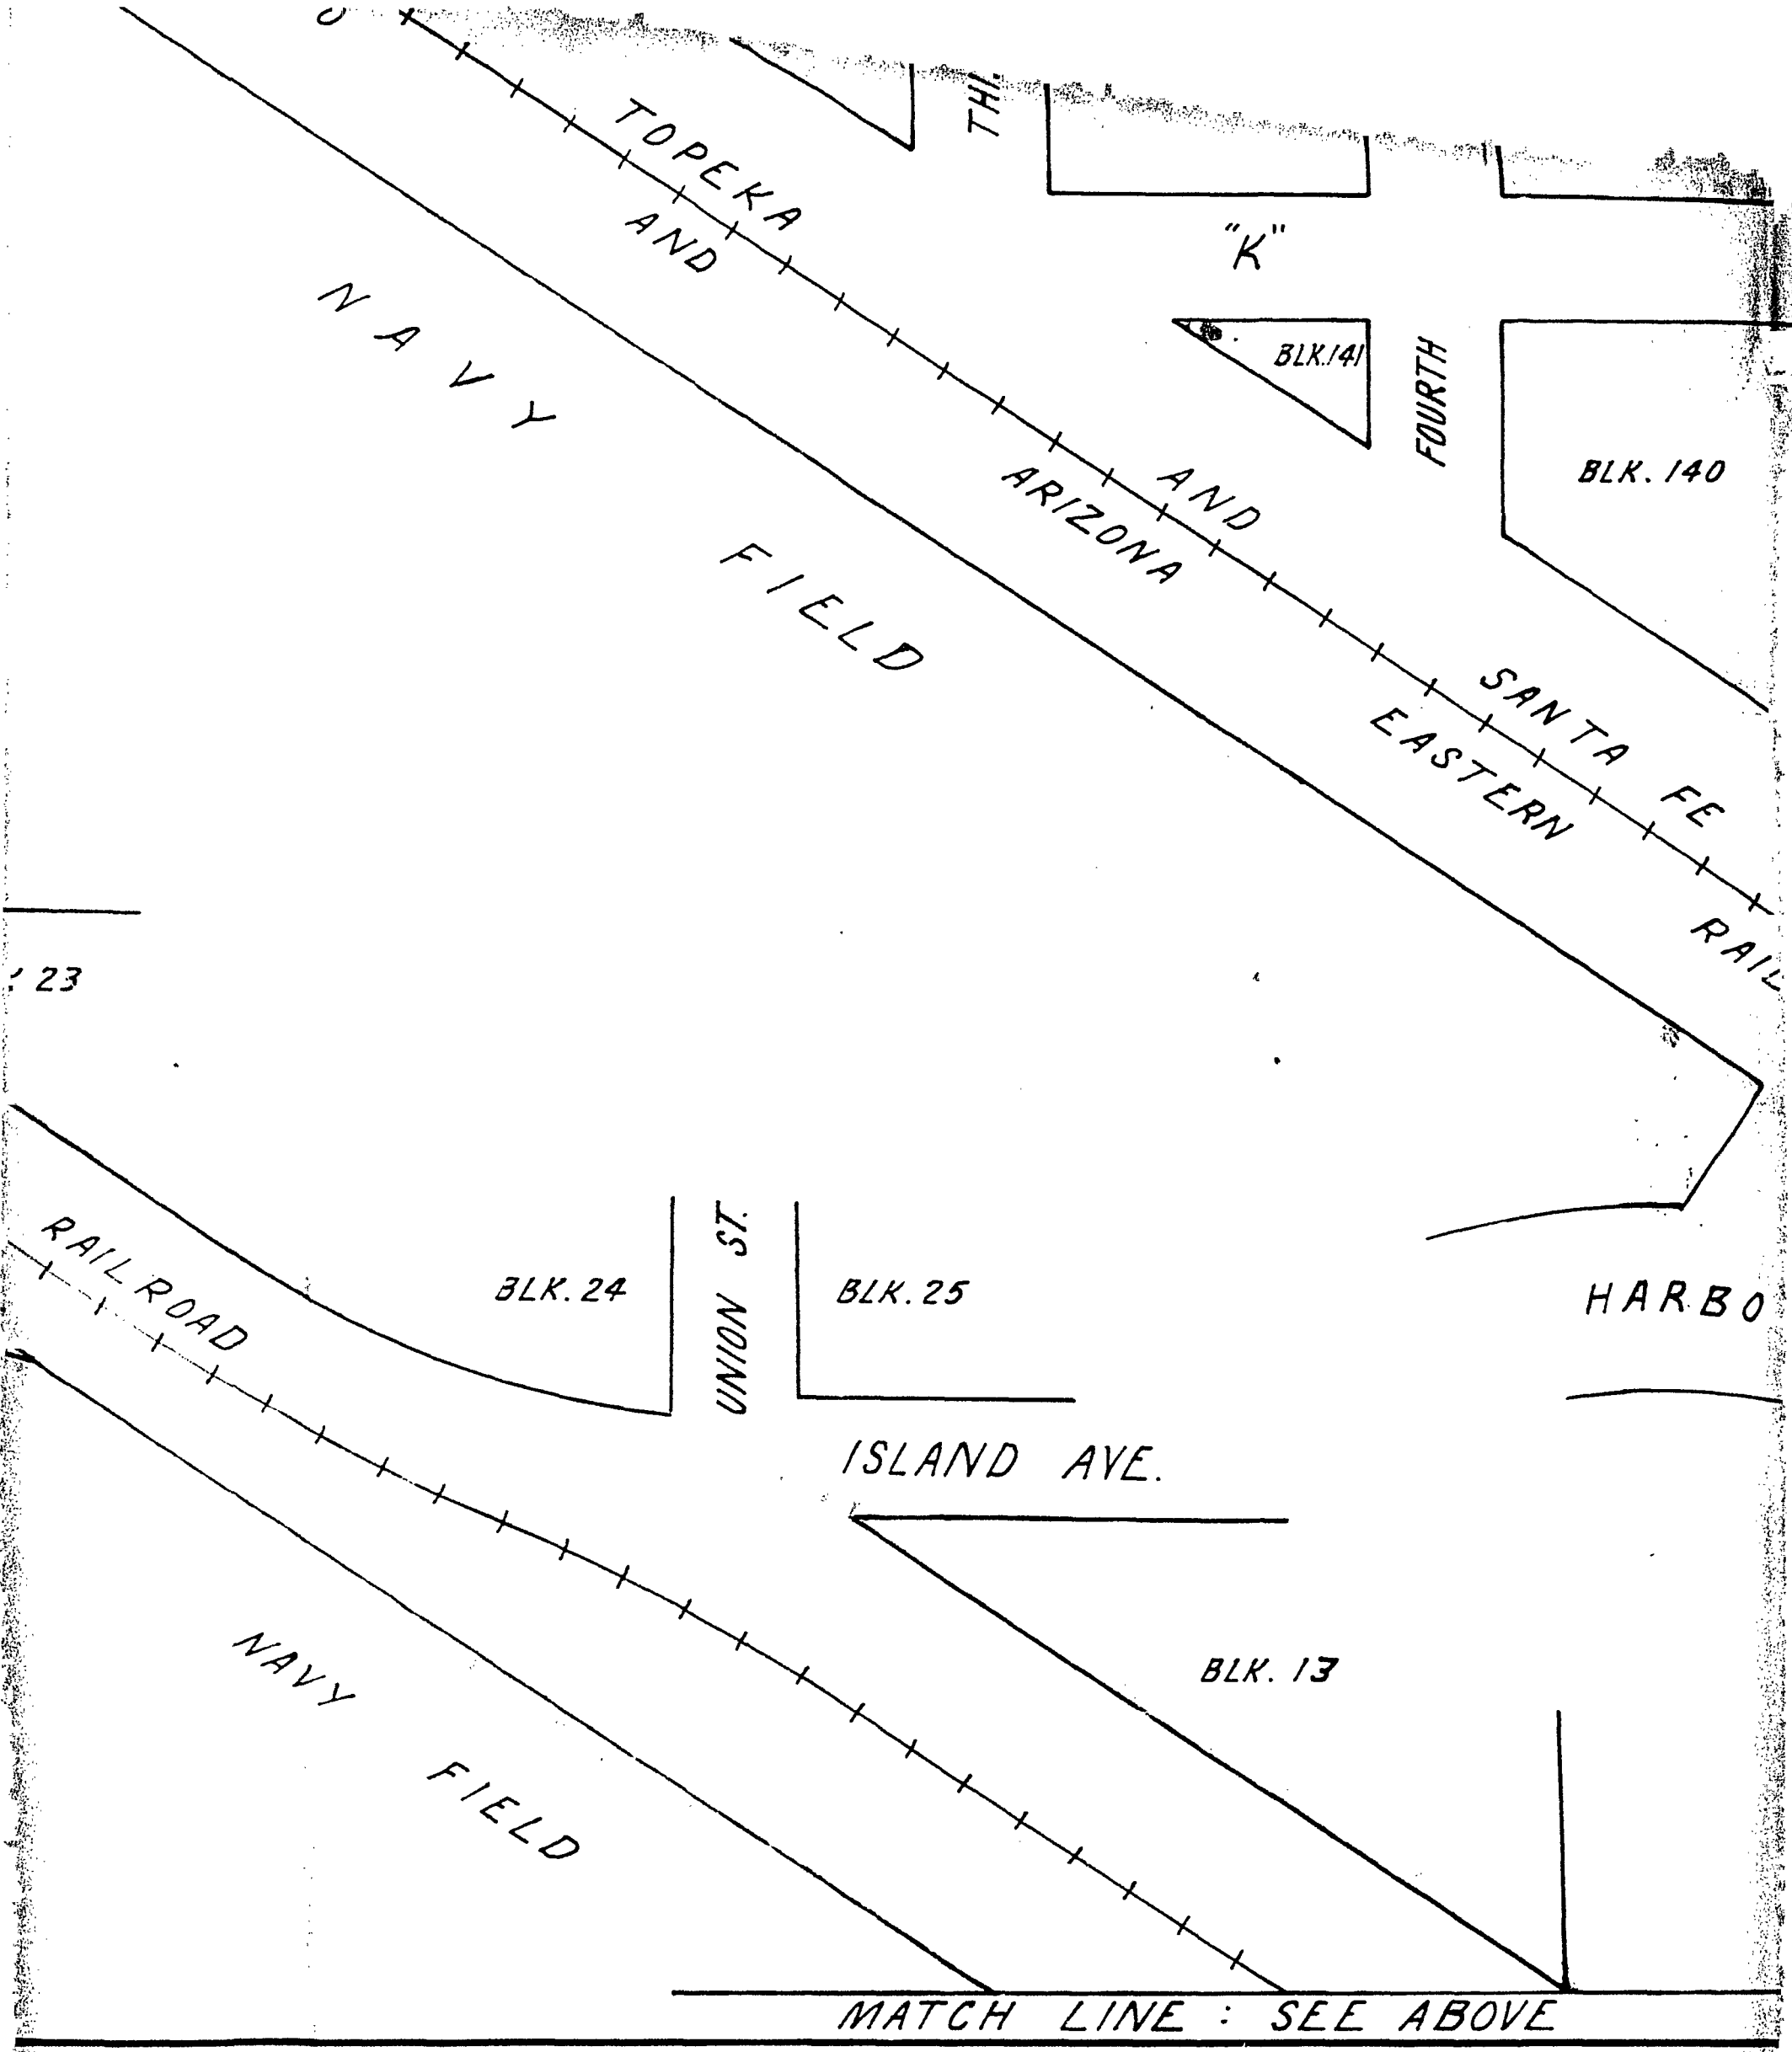 THI.
TOPEKA
AND
"K"
NAVY
BLK.141
FOURTH
BLK. 140
AND
ARIZONA
FIELD
SANTA FE
EASTERN
RAIL
23
RAILROAD
UNION ST.
BLK. 24
BLK. 25
HARBO
ISLAND AVE.
NAVY
BLK. 13
FIELD
MATCH LINE : SEE ABOVE